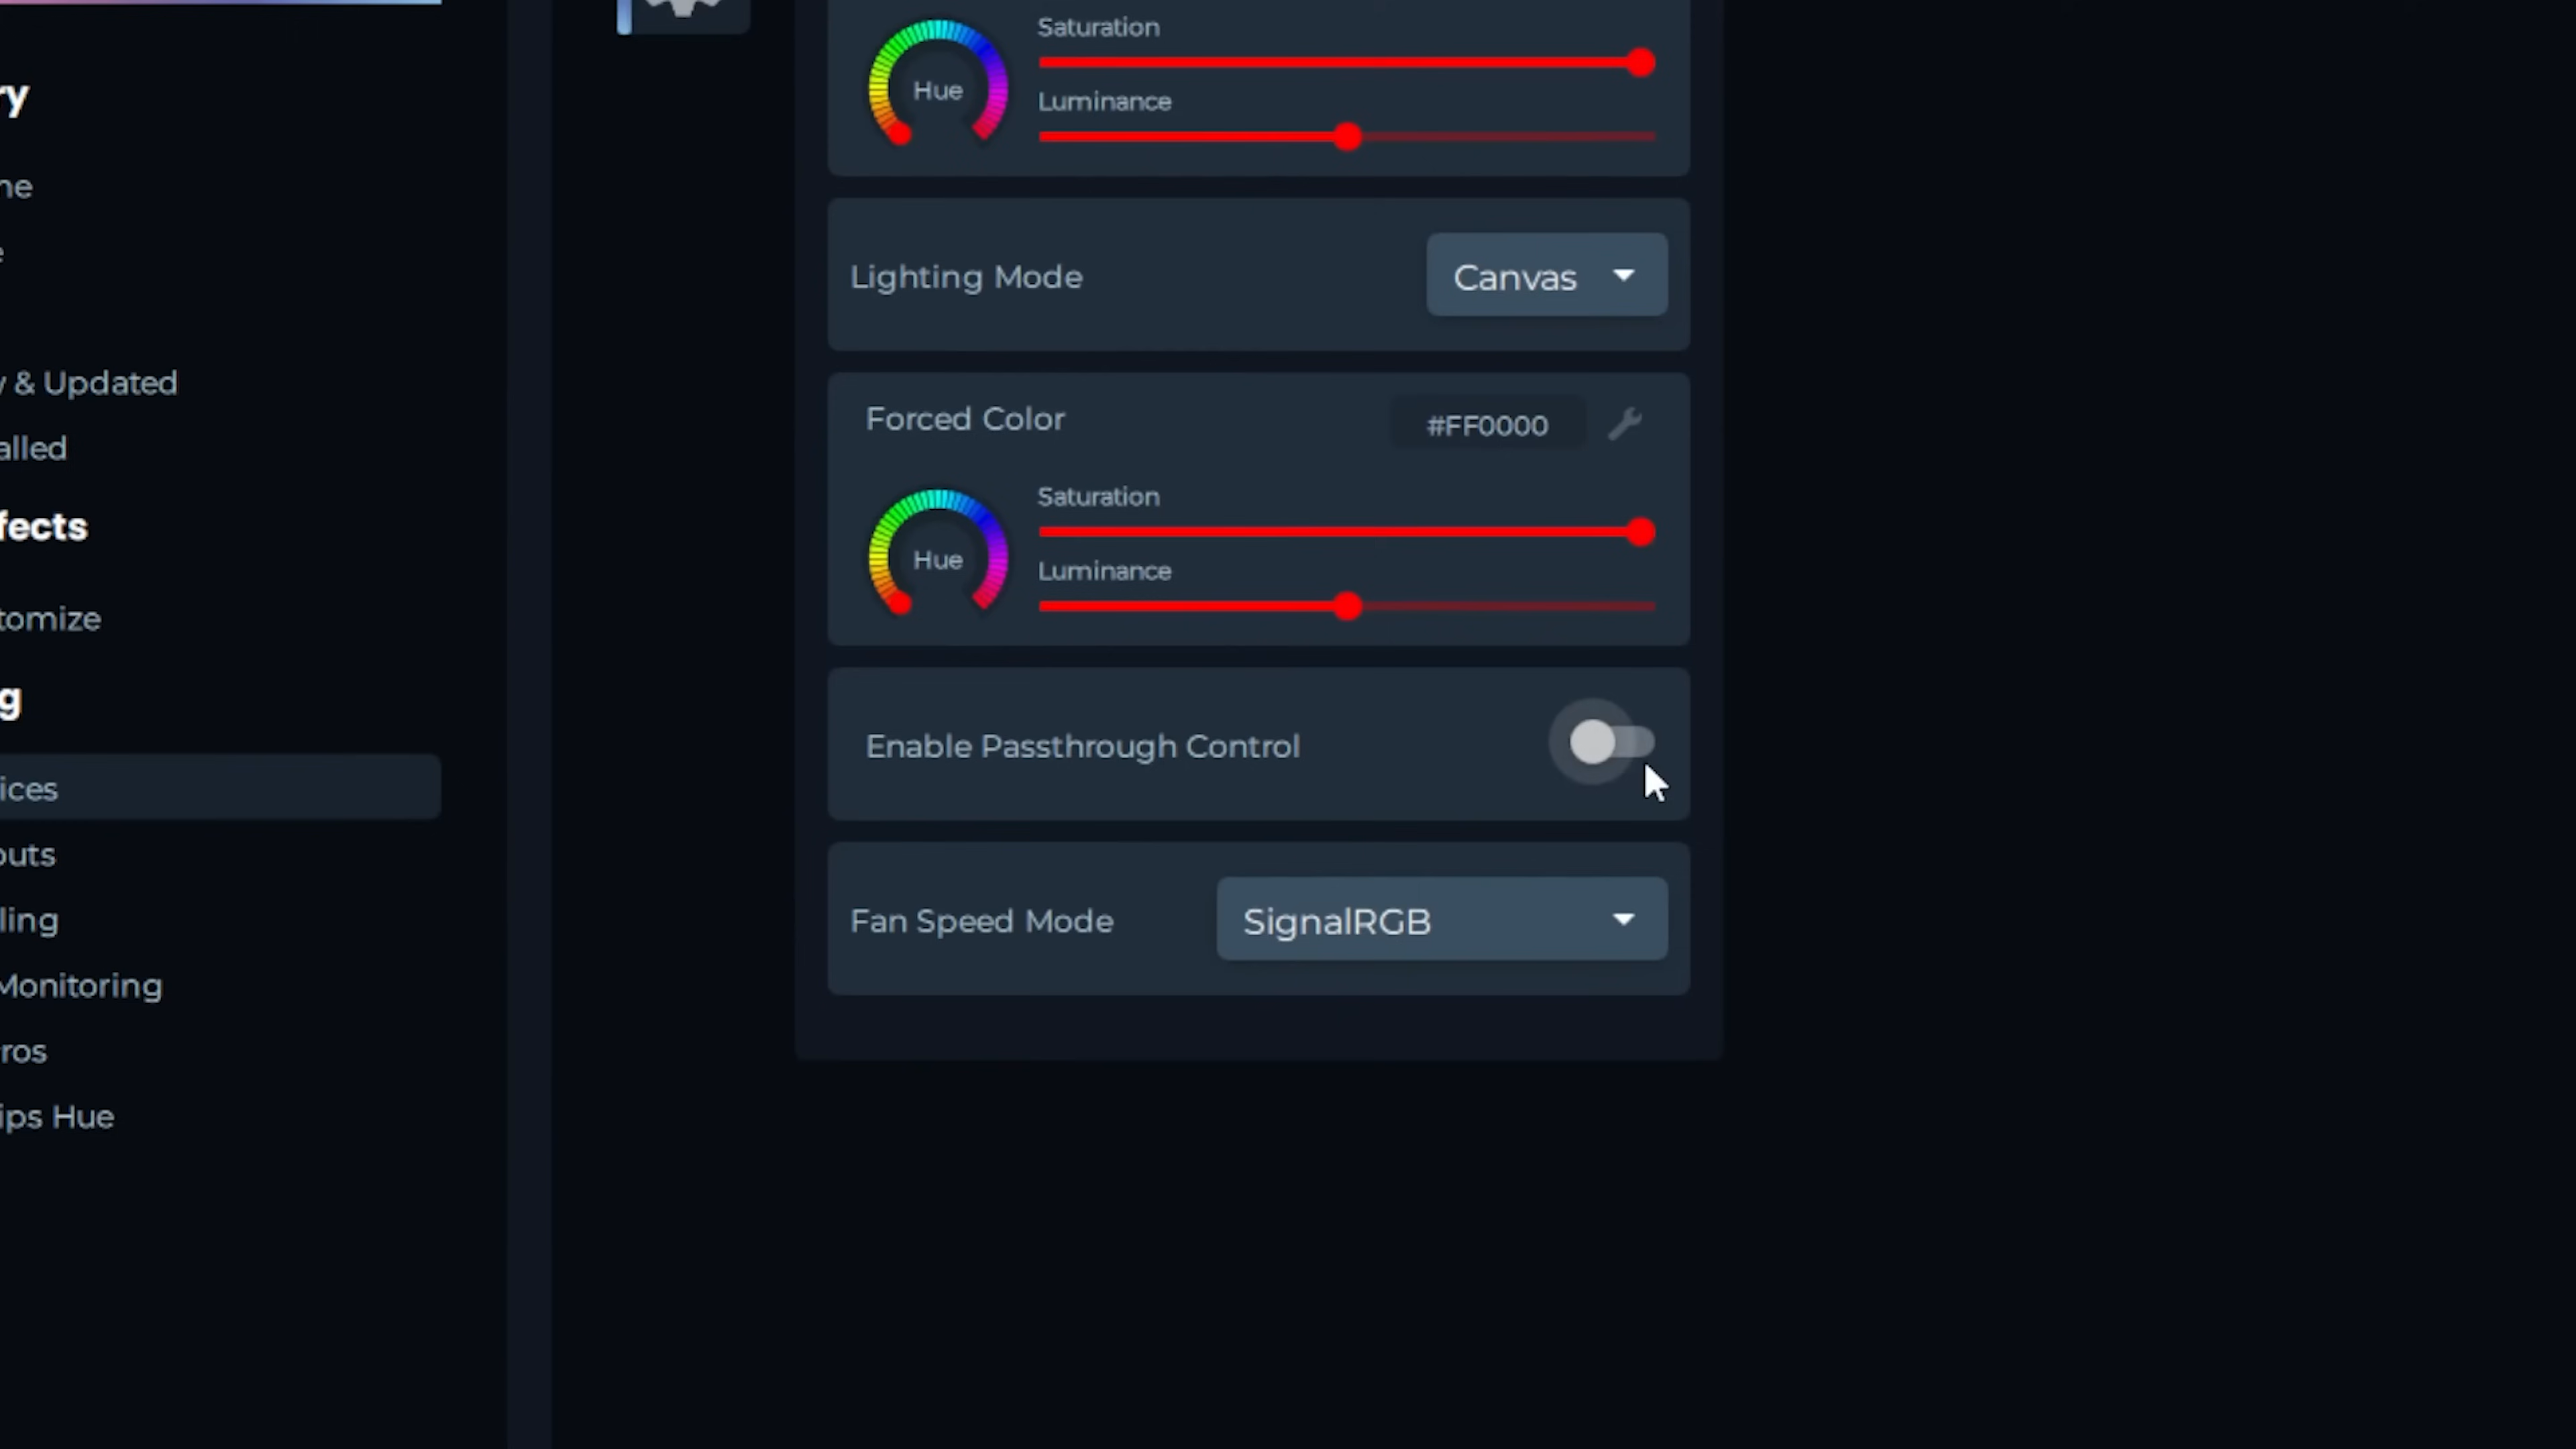 ry
me
e
y & Updated
alled
fects
tomize
g
ices
outs
ling
Monitoring
ros
ips Hue
Saturation
Hue
Luminance
Lighting Mode
Canvas
Forced Color
#FF0000
Saturation
Hue
Luminance
Enable Passthrough Control
Fan Speed Mode
SignalRGB